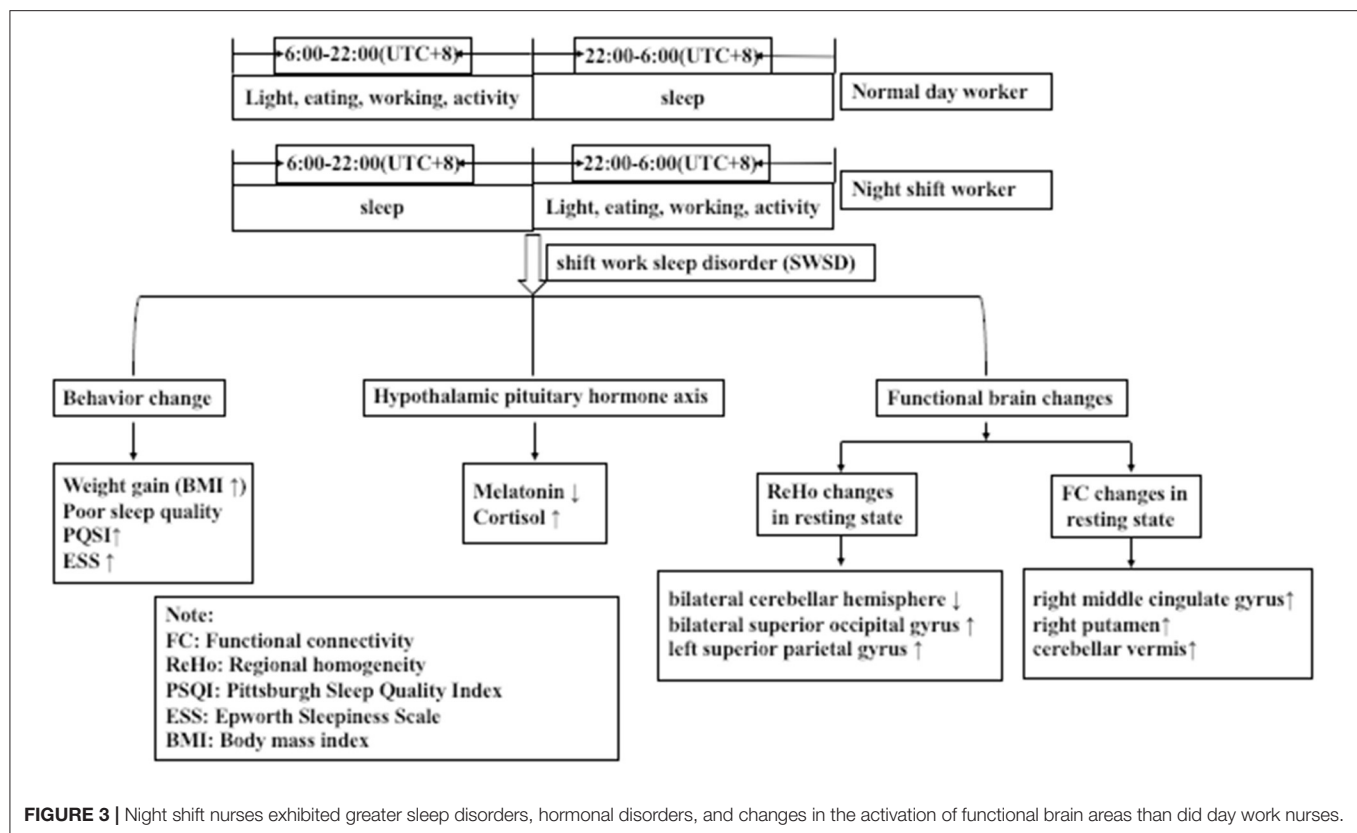 6:00-22:00(UTC+8)
22:00-6:00(UTC+8)
Light, eating, working, activity
sleep
Normal day worker
6:00-22:00(UTC+8)
22:00-6:00(UTC+8)
sleep
Light, eating, working, activity
Night shift worker
shift work sleep disorder (SWSD)
Behavior change
Hypothalamic pituitary hormone axis
Functional brain changes
Weight gain (BMI ↑)
Poor sleep quality
PQSI↑
ESS ↑
Melatonin ↓
Cortisol ↑
ReHo changes
in resting state
FC changes in
resting state
bilateral cerebellar hemisphere ↓
bilateral superior occipital gyrus ↑
left superior parietal gyrus ↑
right middle cingulate gyrus↑
right putamen↑
cerebellar vermis↑
Note:
FC: Functional connectivity
ReHo: Regional homogeneity
PSQI: Pittsburgh Sleep Quality Index
ESS: Epworth Sleepiness Scale
BMI: Body mass index
FIGURE 3 | Night shift nurses exhibited greater sleep disorders, hormonal disorders, and changes in the activation of functional brain areas than did day work nurses.